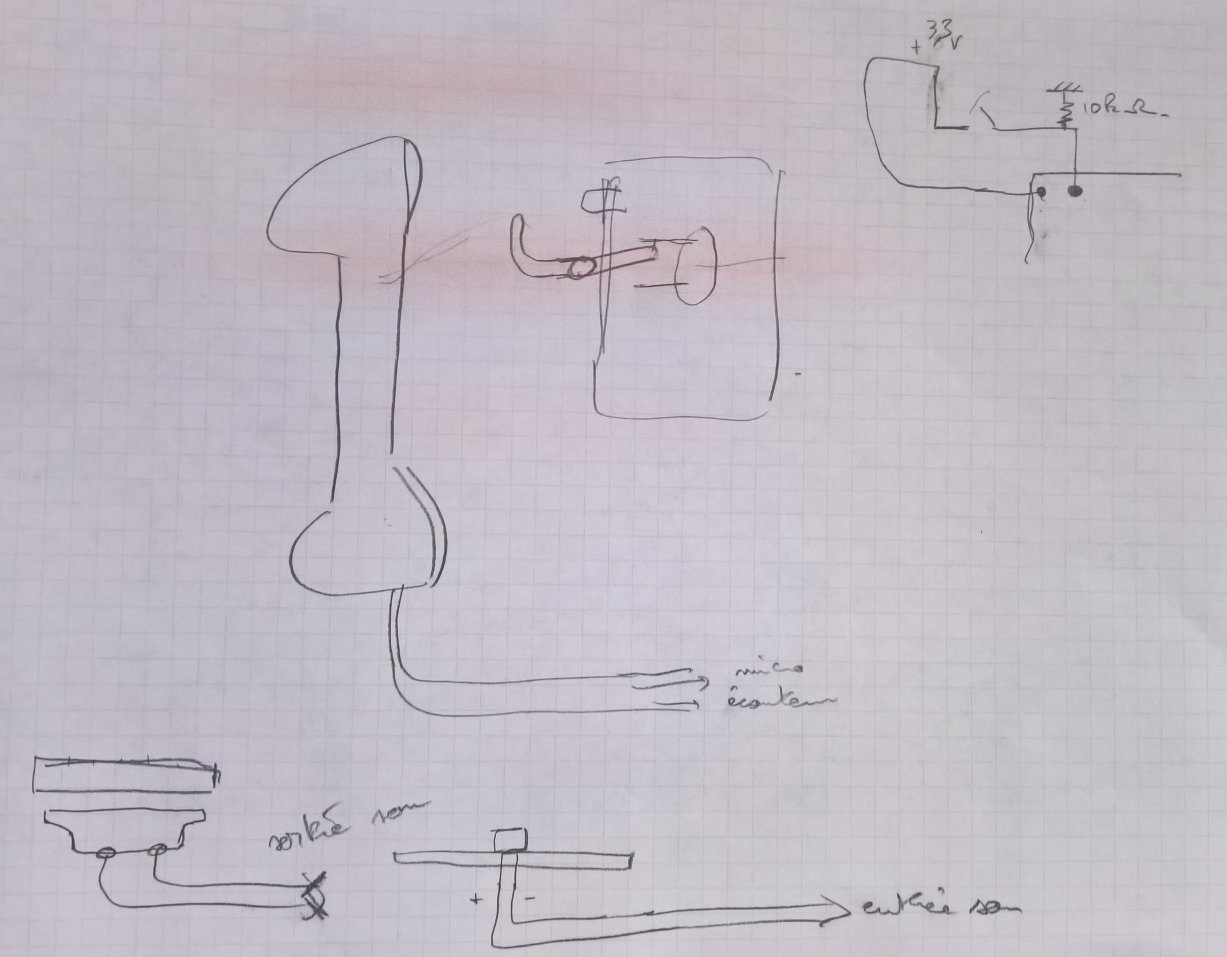 + 3,3v
10kΩ
micro
écouteur
sortie son
+ -
entrée son